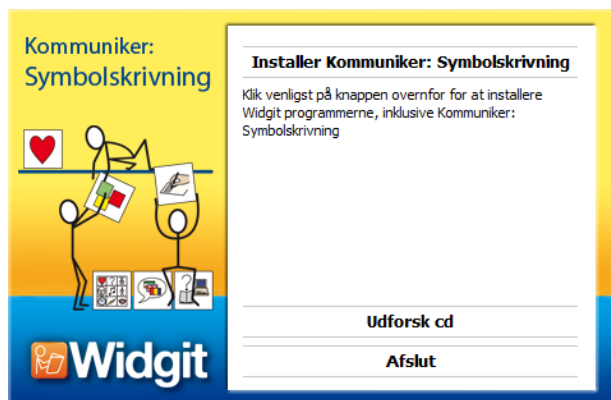 Kommuniker:
Symbolskrivning
Widgit
Installer Kommuniker: Symbolskrivning
Klik venligst på knappen overnfor for at installere
Widgit programmerne, inklusive Kommuniker:
Symbolskrivning
Udforsk cd
Afslut